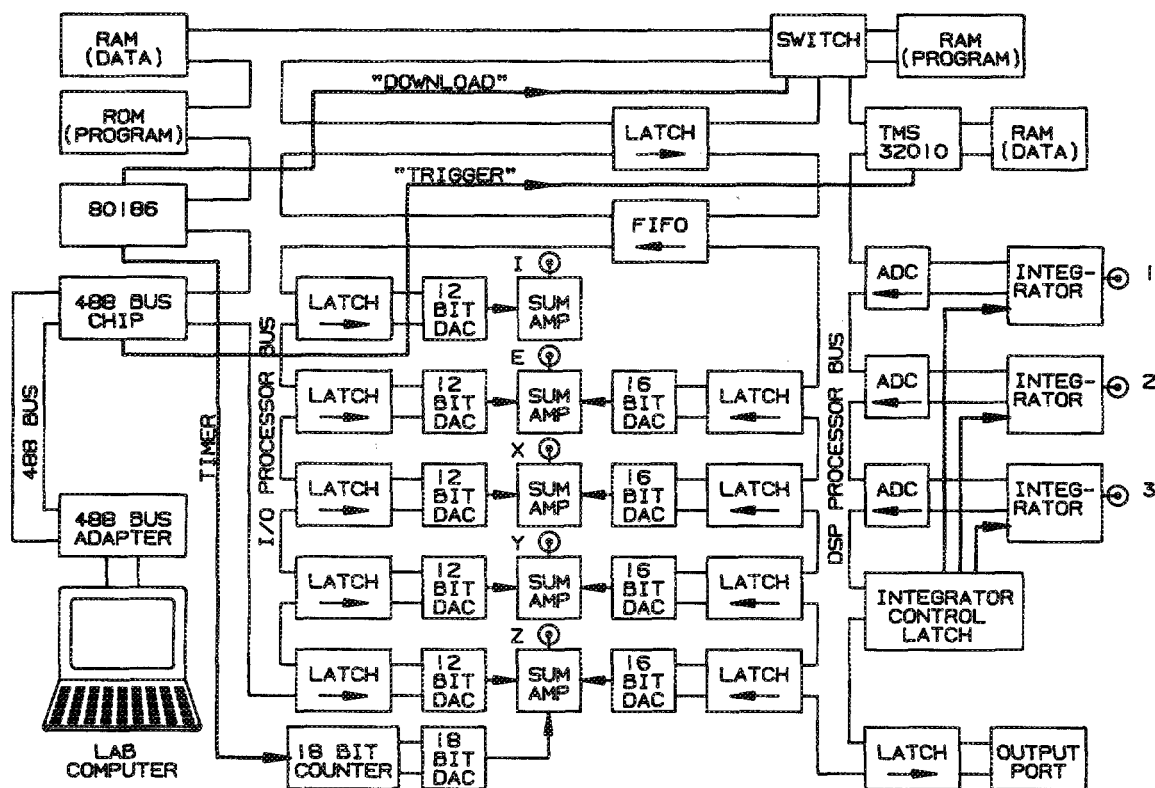 RAM
(DATA)
SWITCH
RAM
(PROGRAM)
"DOWNLOAD"
ROM
(PROGRAM)
LATCH
TMS
32010
RAM
(DATA)
"TRIGGER"
80186
FIFO
I
ADC
INTEG-
RATOR
1
488 BUS
CHIP
LATCH
12
BIT
DAC
SUM
AMP
E
LATCH
12
BIT
DAC
SUM
AMP
16
BIT
DAC
LATCH
ADC
INTEG-
RATOR
2
488 BUS
TIMER
I/O PROCESSOR BUS
DSP PROCESSOR BUS
X
LATCH
12
BIT
DAC
SUM
AMP
16
BIT
DAC
LATCH
ADC
INTEG-
RATOR
3
488 BUS
ADAPTER
Y
LATCH
12
BIT
DAC
SUM
AMP
16
BIT
DAC
LATCH
INTEGRATOR
CONTROL
LATCH
Z
LATCH
12
BIT
DAC
SUM
AMP
16
BIT
DAC
LATCH
LAB
COMPUTER
18 BIT
COUNTER
18
BIT
DAC
LATCH
OUTPUT
PORT